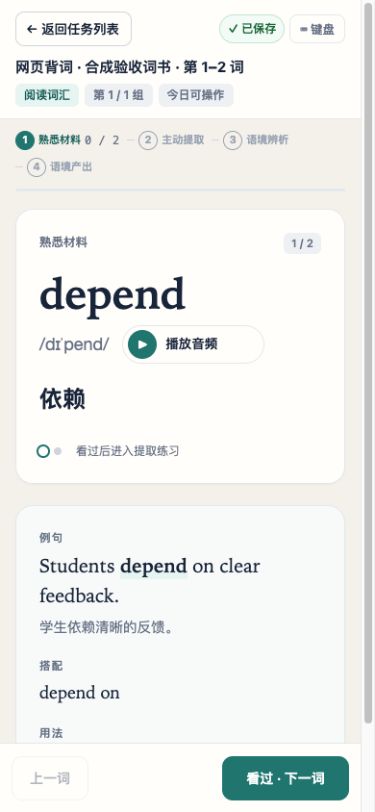 ← 返回任务列表
✓ 已保存
⌨ 键盘
网页背词 · 合成验收词书 · 第 1–2 词
阅读词汇
第 1 / 1 组
今日可操作
1 熟悉材料 0 / 2 — 2 主动提取 — 3 语境辨析
— 4 语境产出
熟悉材料
1 / 2
depend
/dɪˈpend/
播放音频
依赖
看过后进入提取练习
例句
Students depend on clear
feedback.
学生依赖清晰的反馈。
搭配
depend on
用法
上一词
看过 · 下一词